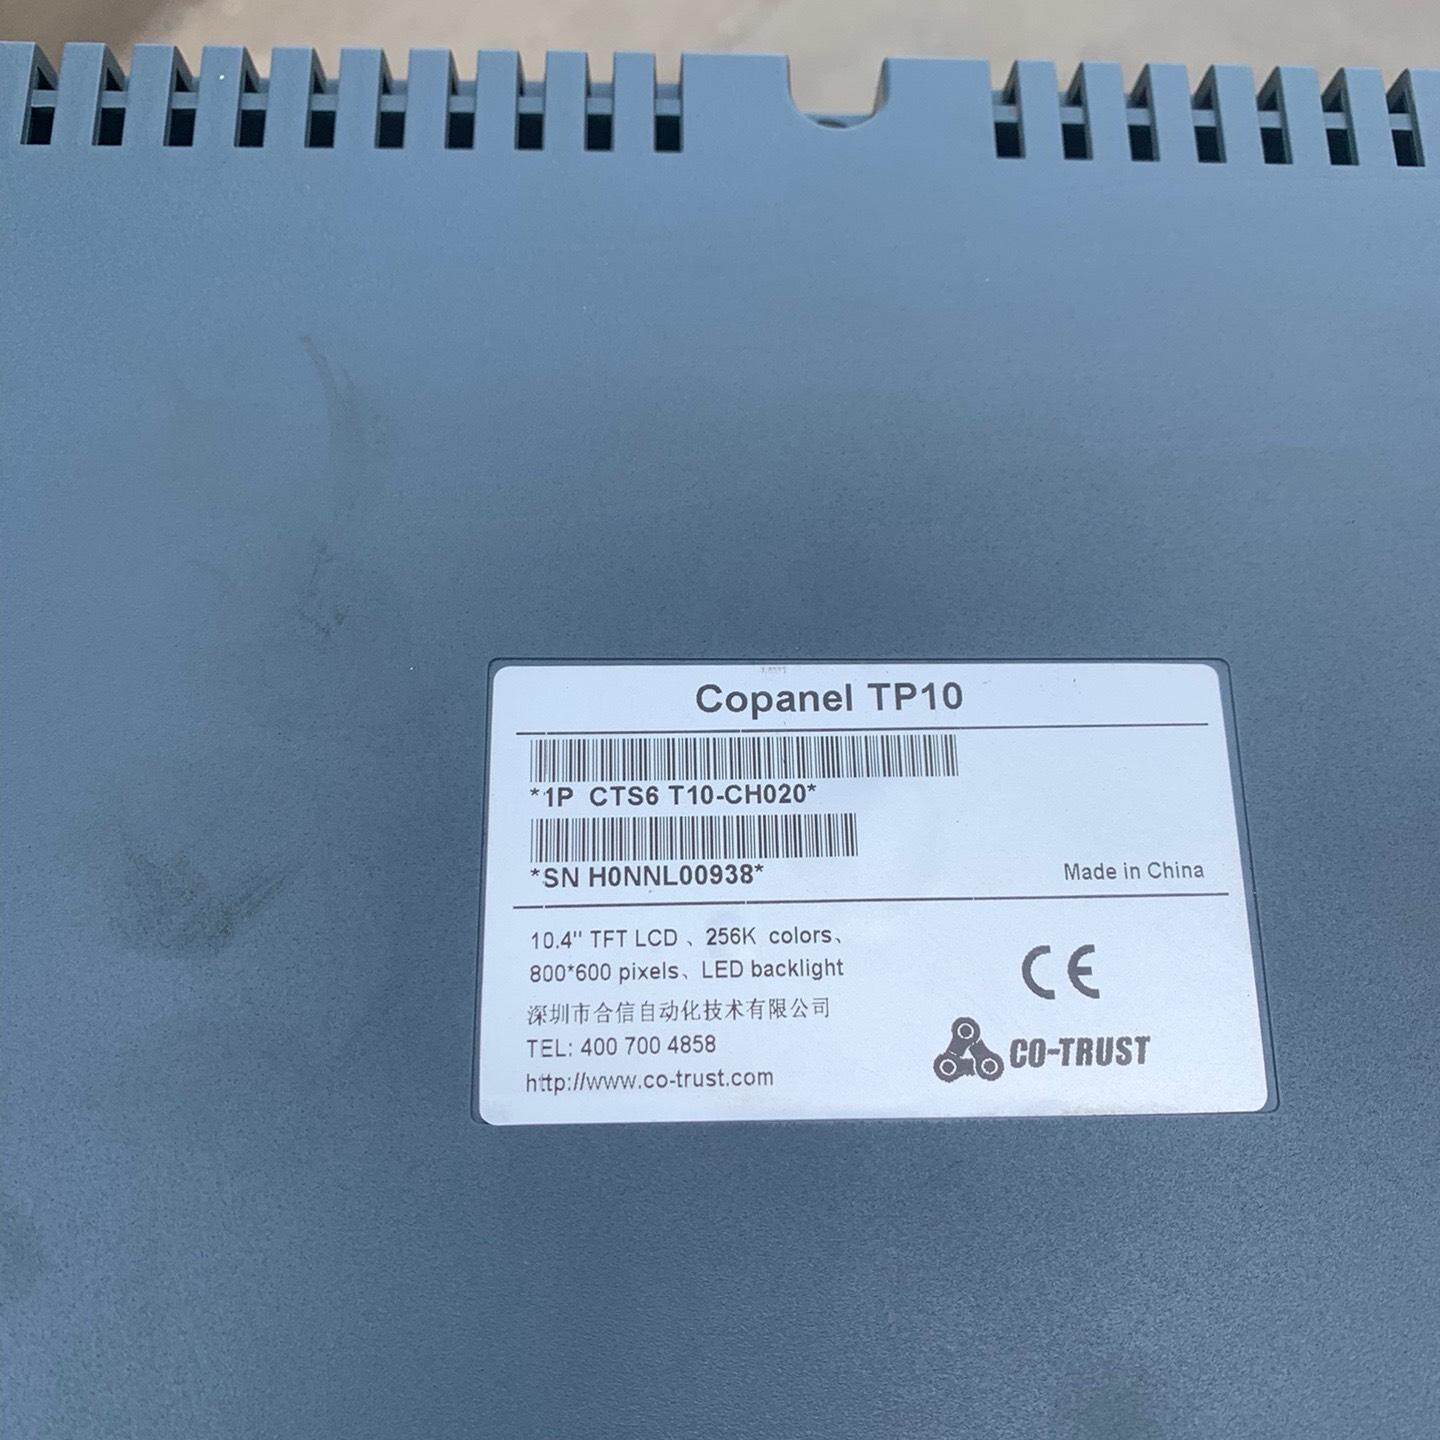 Copanel TP10
*1P CTS6 T10-CH020*
*SN H0NNL00938*
Made in China
10.4" TFT LCD 、256K colors、
800*600 pixels、LED backlight
深圳市合信自动化技术有限公司
TEL: 400 700 4858
http://www.co-trust.com
CE
CO-TRUST